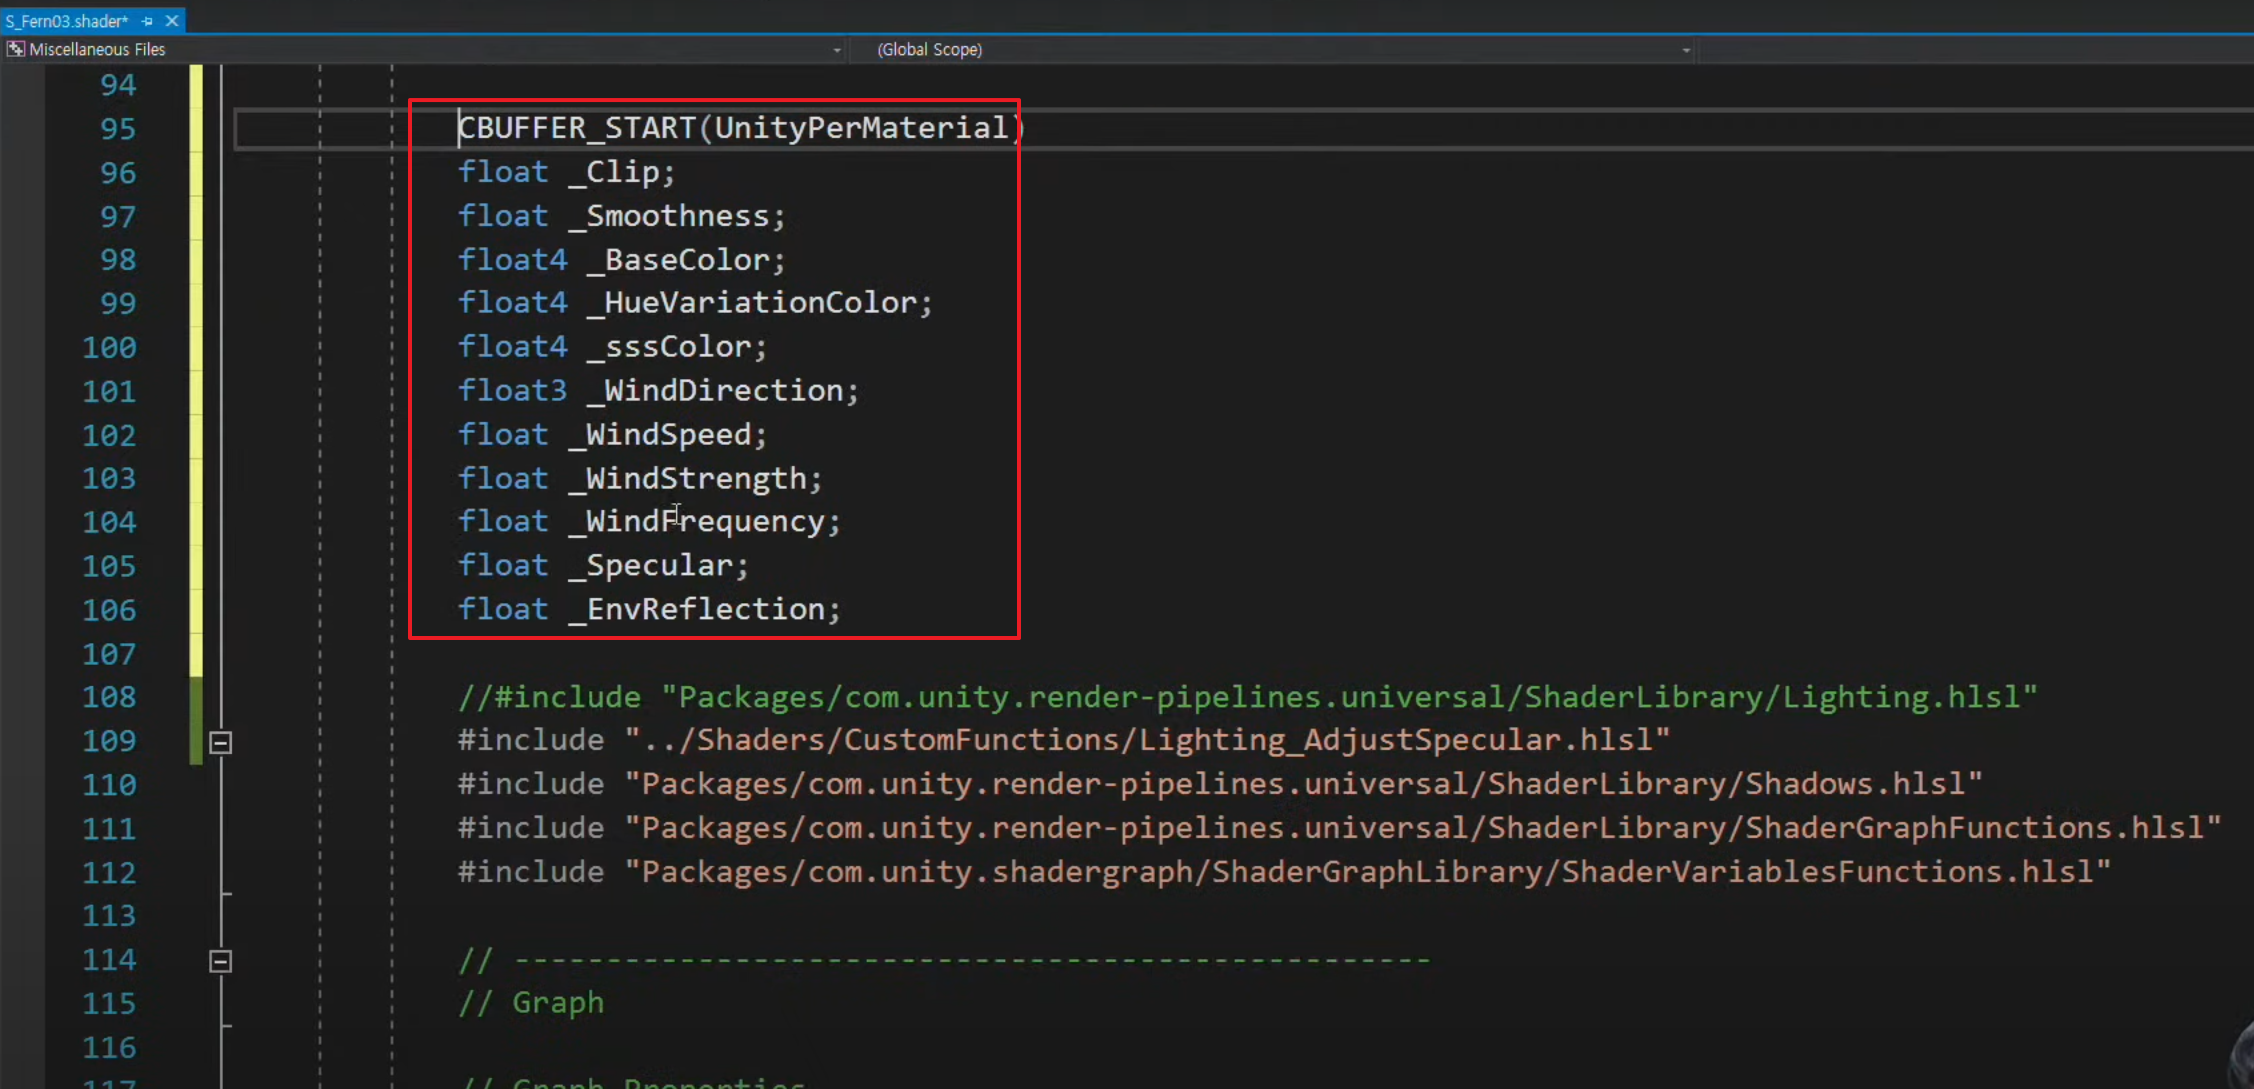 S_Fern03.shader*
Miscellaneous Files (Global Scope)
94
95 CBUFFER_START(UnityPerMaterial)
96 float _Clip;
97 float _Smoothness;
98 float4 _BaseColor;
99 float4 _HueVariationColor;
100 float4 _sssColor;
101 float3 _WindDirection;
102 float _WindSpeed;
103 float _WindStrength;
104 float _WindFrequency;
105 float _Specular;
106 float _EnvReflection;
107
108 //#include "Packages/com.unity.render-pipelines.universal/ShaderLibrary/Lighting.hlsl"
109 #include "../Shaders/CustomFunctions/Lighting_AdjustSpecular.hlsl"
110 #include "Packages/com.unity.render-pipelines.universal/ShaderLibrary/Shadows.hlsl"
111 #include "Packages/com.unity.render-pipelines.universal/ShaderLibrary/ShaderGraphFunctions.hlsl"
112 #include "Packages/com.unity.shadergraph/ShaderGraphLibrary/ShaderVariablesFunctions.hlsl"
113
114 // --------------------------------------------------
115 // Graph
116
117 // Graph Properties